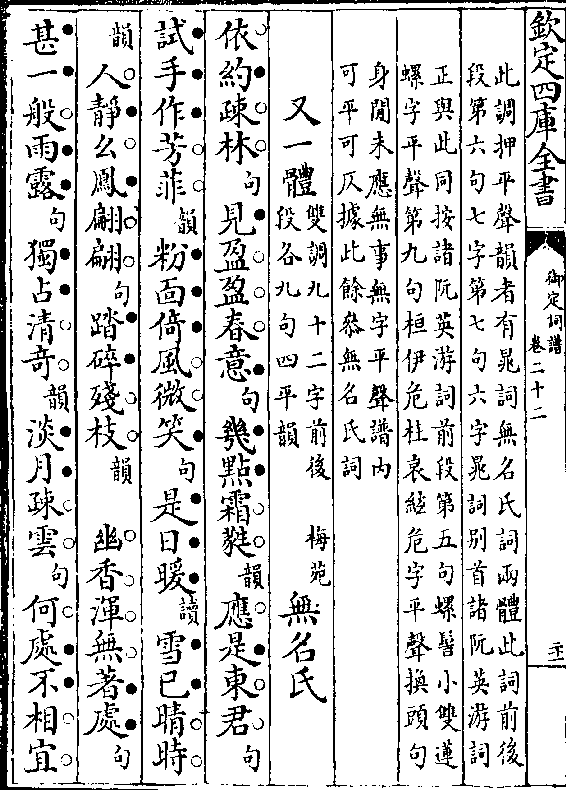 欽定四庫全書
御定詞譜
卷二十二
二十一
此調押平聲韻者有晁詞無名氏詞兩體此詞前後
段第六句七字第七句六字晁詞別首諸阮英游詞
正與此同按諸阮英游詞前段第五句螺髻小雙蓮
螺字平聲第九句桓伊危柱哀絃危字平聲換頭句
身閒未應無事無字平聲譜內
可平可仄據此餘參無名氏詞
又一體 雙調九十二字前後段各九句四平韻 梅苑無名氏
依約疎林句見盈盈春意句幾點霜蕤韻應是東君句
試手作芳菲韻粉面倚風微笑句是日暖讀雪已晴時
韻人靜么鳳翩翩句踏碎殘枝韻 幽香渾無著處句
甚一般雨露句獨占清奇韻淡月疎雲句何處不相宜